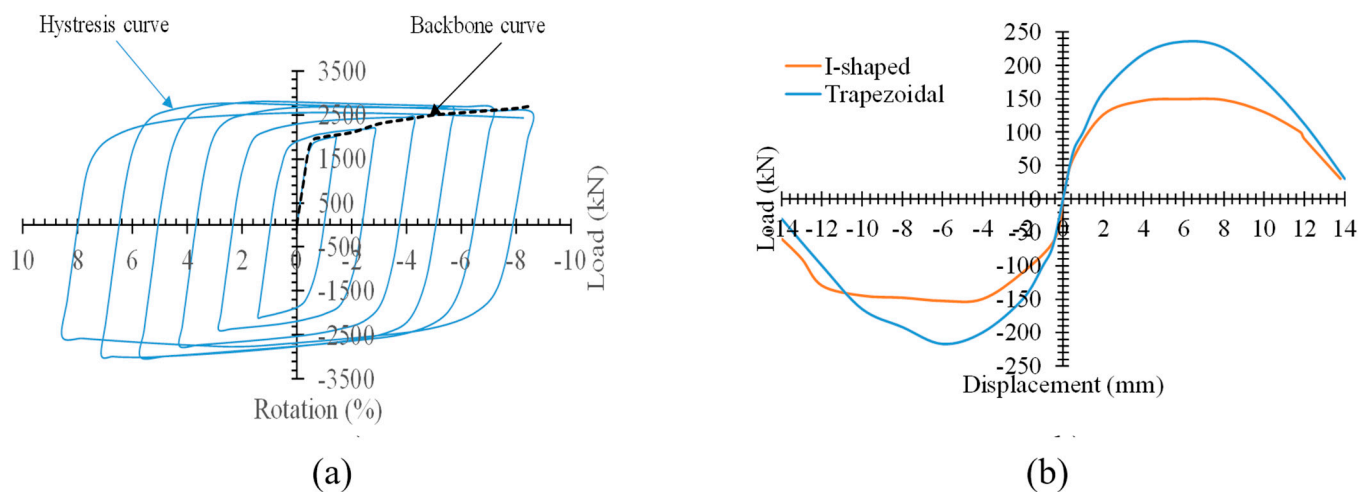 Hystresis curve
Backbone curve
3500
2500
1500
500
10 8 6 4 2 0 -2 -4 -6 -8 -10
-500
-1500
-2500
-3500
Load (kN)
Rotation (%)
(a)
I-shaped
Trapezoidal
250
200
150
100
50
0
-14 -12 -10 -8 -6 -4 -2 0 2 4 6 8 10 12 14
-50
-100
-150
-200
-250
Load (kN)
Displacement (mm)
(b)